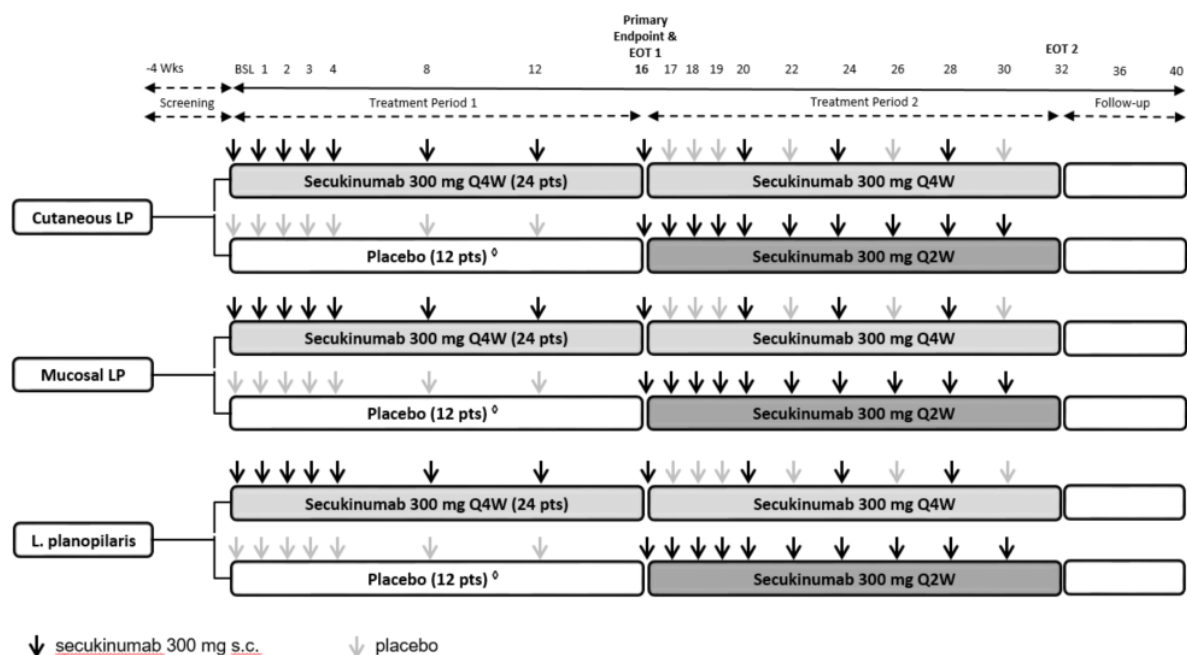 Primary
Endpoint &
EOT 1
EOT 2
-4 Wks BSL 1 2 3 4 8 12 16 17 18 19 20 22 24 26 28 30 32 36 40
Screening Treatment Period 1 Treatment Period 2 Follow-up
Cutaneous LP
Secukinumab 300 mg Q4W (24 pts) Secukinumab 300 mg Q4W
Placebo (12 pts) ◊ Secukinumab 300 mg Q2W
Mucosal LP
Secukinumab 300 mg Q4W (24 pts) Secukinumab 300 mg Q4W
Placebo (12 pts) ◊ Secukinumab 300 mg Q2W
L. planopilaris
Secukinumab 300 mg Q4W (24 pts) Secukinumab 300 mg Q4W
Placebo (12 pts) ◊ Secukinumab 300 mg Q2W
secukinumab 300 mg s.c. placebo